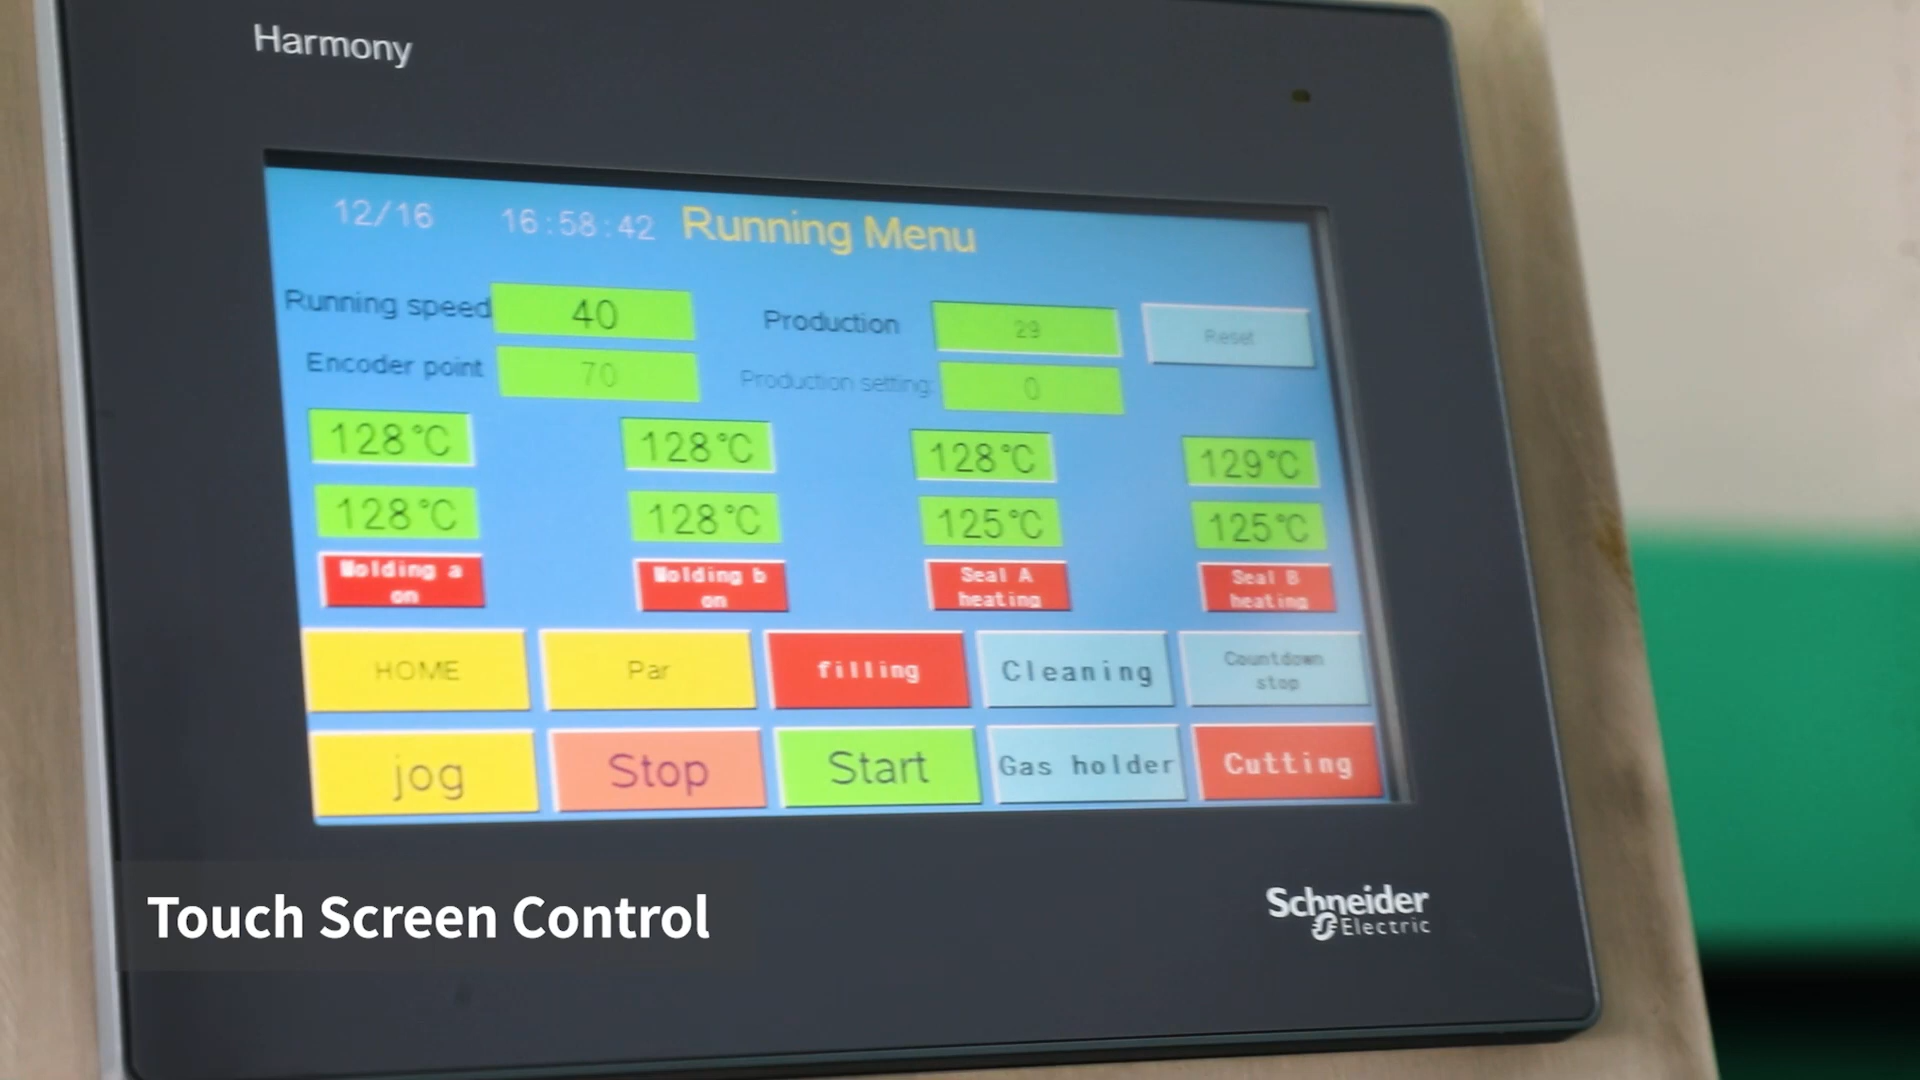 Harmony
12/16 16:58:42 Running Menu
Running speed 40 Production 29 Reset
Encoder point 70 Production setting: 0
128°C 128°C 128°C 129°C
128°C 128°C 125°C 125°C
Molding a on
Molding b on
Seal A heating
Seal B heating
HOME Par filling Cleaning Countdown stop
jog Stop Start Gas holder Cutting
Touch Screen Control
Schneider
Electric